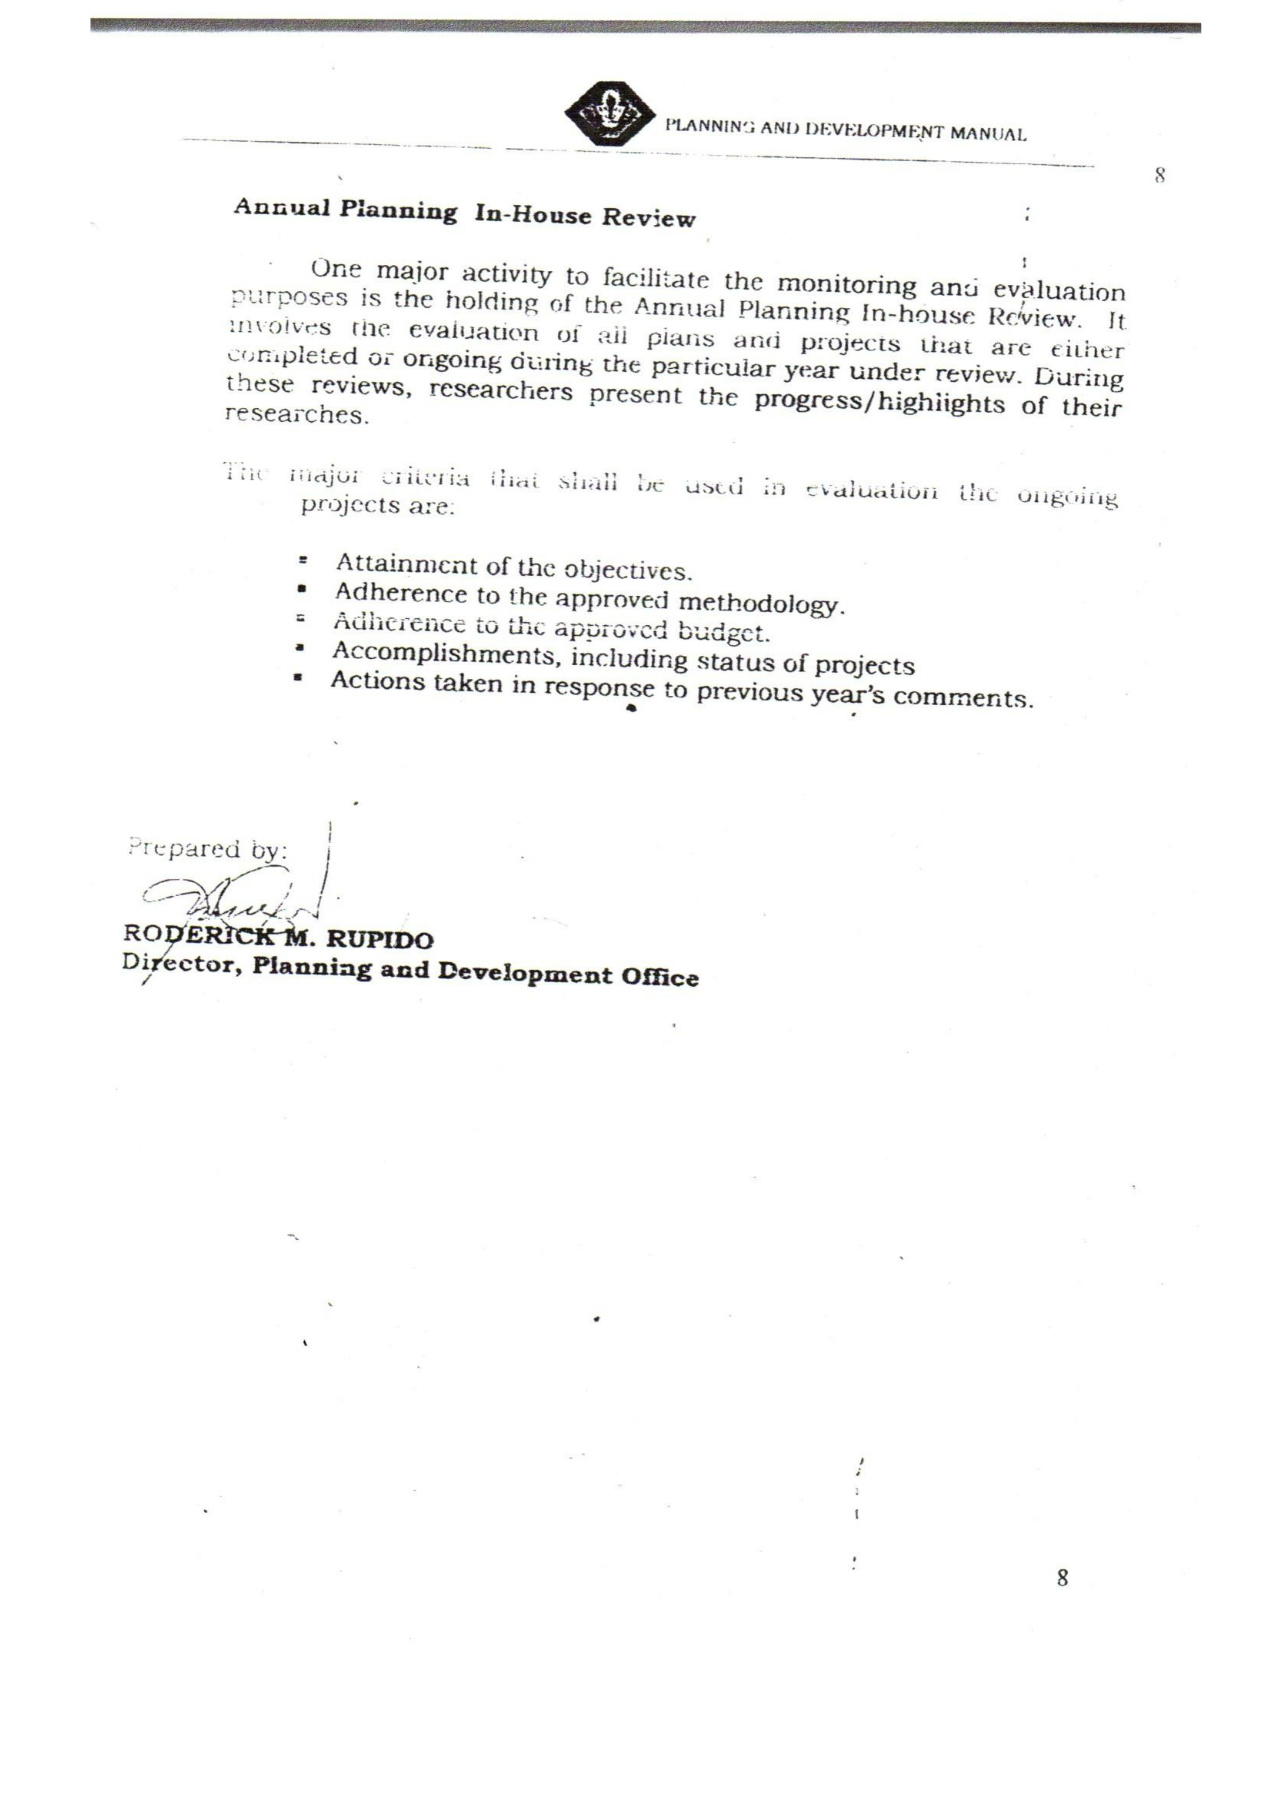 PLANNING AND DEVELOPMENT MANUAL
8
Annual Planning In-House Review
One major activity to facilitate the monitoring and evaluation
purposes is the holding of the Annual Planning In-house Review. It
involves the evaluation of all plans and projects that are either
completed or ongoing during the particular year under review. During
these reviews, researchers present the progress/highlights of their
researches.
The major criteria that shall be used in evaluation the ongoing
projects are:
▪ Attainment of the objectives.
▪ Adherence to the approved methodology.
▪ Adherence to the approved budget.
▪ Accomplishments, including status of projects
▪ Actions taken in response to previous year's comments.
Prepared by:
RODERICK M. RUPIDO
Director, Planning and Development Office
8